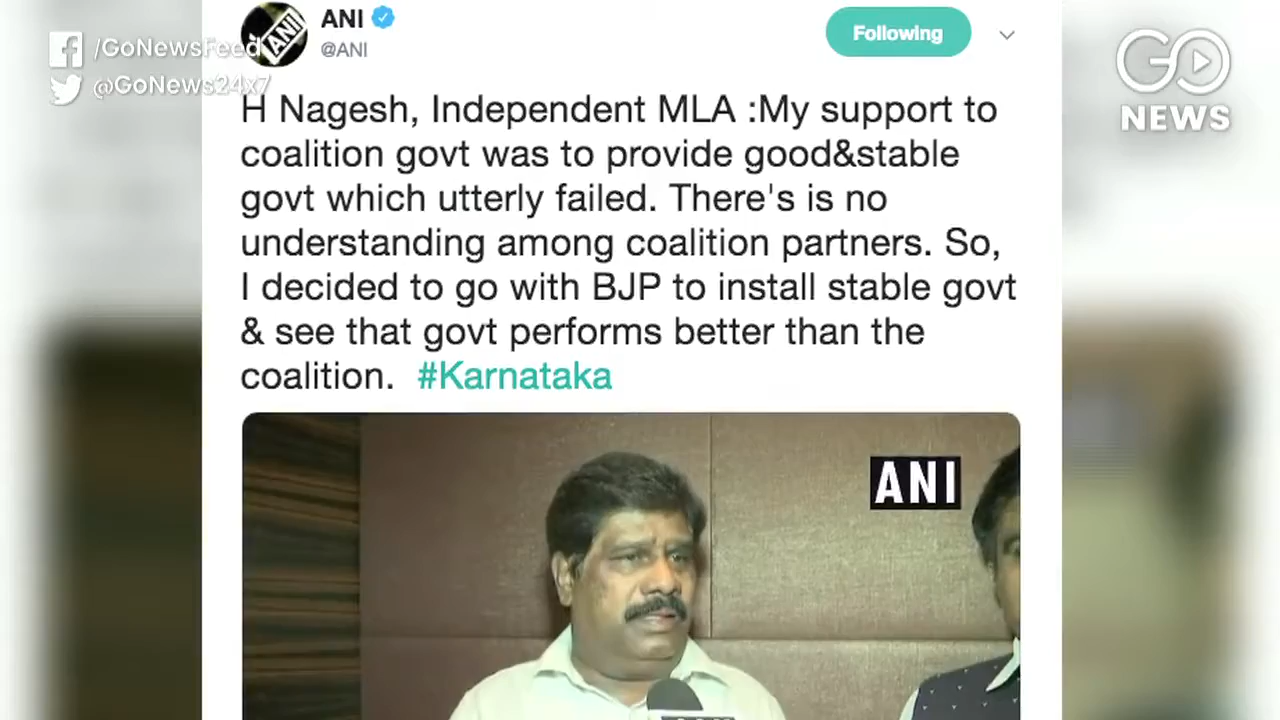 ANI
@ANI
Following
/GoNewsFeed
@GoNews24x7
GO
NEWS
ANI
H Nagesh, Independent MLA :My support to
coalition govt was to provide good&stable
govt which utterly failed. There's is no
understanding among coalition partners. So,
I decided to go with BJP to install stable govt
& see that govt performs better than the
coalition. #Karnataka
ANI